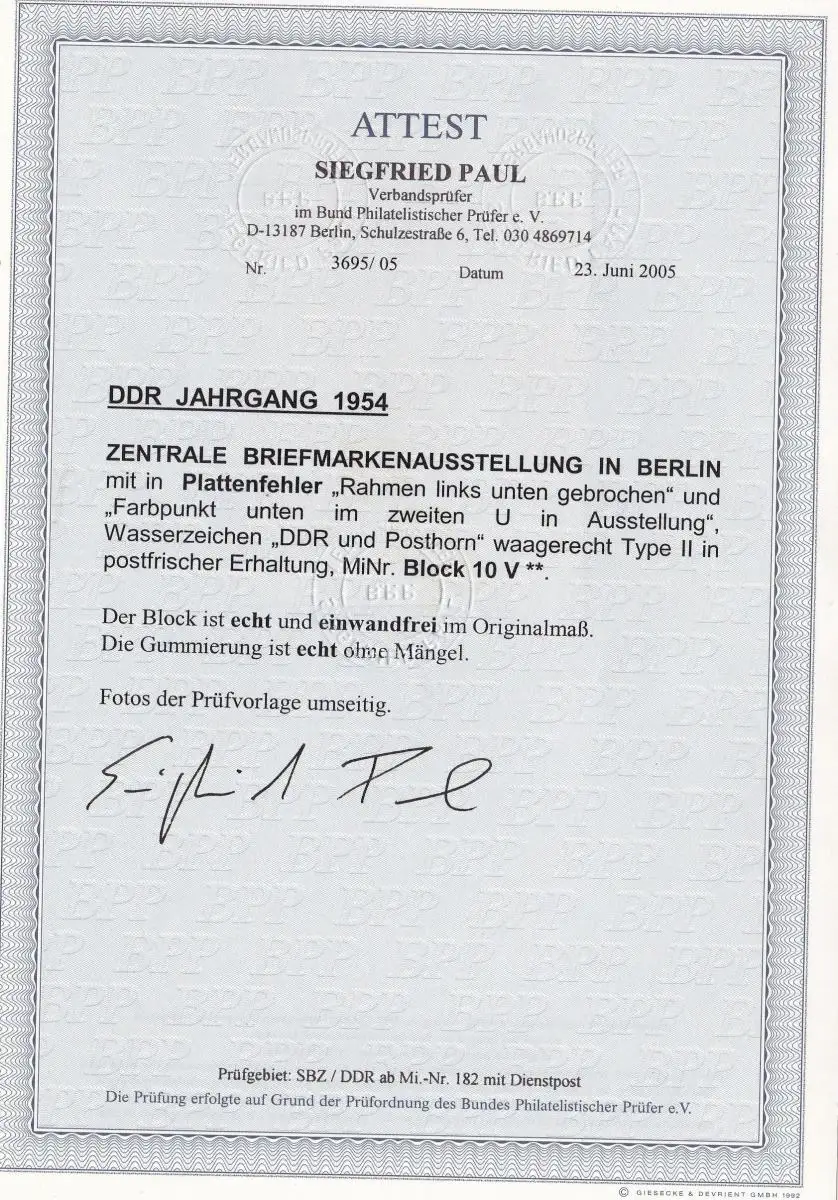 ATTEST
SIEGFRIED PAUL
Verbandsprüfer
im Bund Philatelistischer Prüfer e. V.
D-13187 Berlin, Schulzestraße 6, Tel. 030 4869714
Nr. 3695/ 05 Datum 23. Juni 2005
DDR JAHRGANG 1954
ZENTRALE BRIEFMARKENAUSSTELLUNG IN BERLIN
mit in Plattenfehler „Rahmen links unten gebrochen“ und
„Farbpunkt unten im zweiten U in Ausstellung“,
Wasserzeichen „DDR und Posthorn“ waagerecht Type II in
postfrischer Erhaltung, MiNr. Block 10 V **.
Der Block ist echt und einwandfrei im Originalmaß.
Die Gummierung ist echt ohne Mängel.
Fotos der Prüfvorlage umseitig.
Siegfried Paul
Prüfgebiet: SBZ / DDR ab Mi.-Nr. 182 mit Dienstpost
Die Prüfung erfolgte auf Grund der Prüfordnung des Bundes Philatelistischer Prüfer e.V.
© GIESECKE & DEVRIENT GMBH 1992